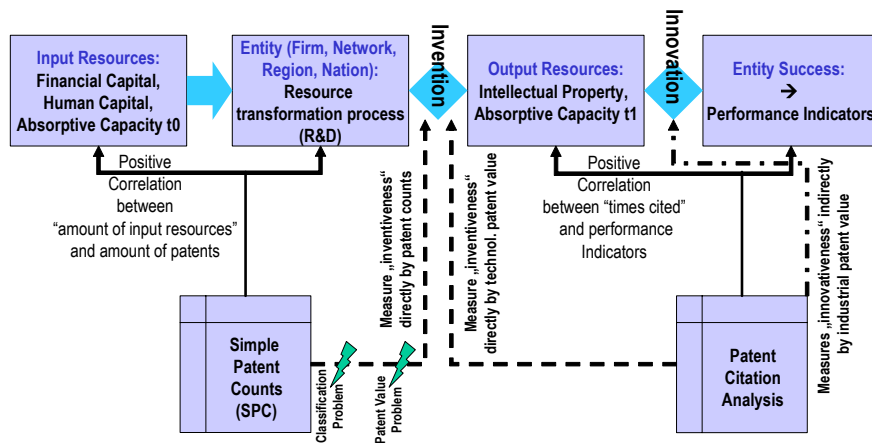 Input Resources:
Financial Capital,
Human Capital,
Absorptive Capacity t0
Entity (Firm, Network,
Region, Nation):
Resource
transformation process
(R&D)
Invention
Output Resources:
Intellectual Property,
Absorptive Capacity t1
Innovation
Entity Success:
→
Performance Indicators
Positive
Correlation
between
“amount of input resources”
and amount of patents
Measure „inventiveness“
directly by patent counts
Measure „inventiveness“
directly by technol. patent value
Positive
Correlation
between “times cited”
and performance
Indicators
Measures „innovativeness“ indirectly
by industrial patent value
Simple
Patent
Counts
(SPC)
Classification
Problem
Patent Value
Problem
Patent
Citation
Analysis